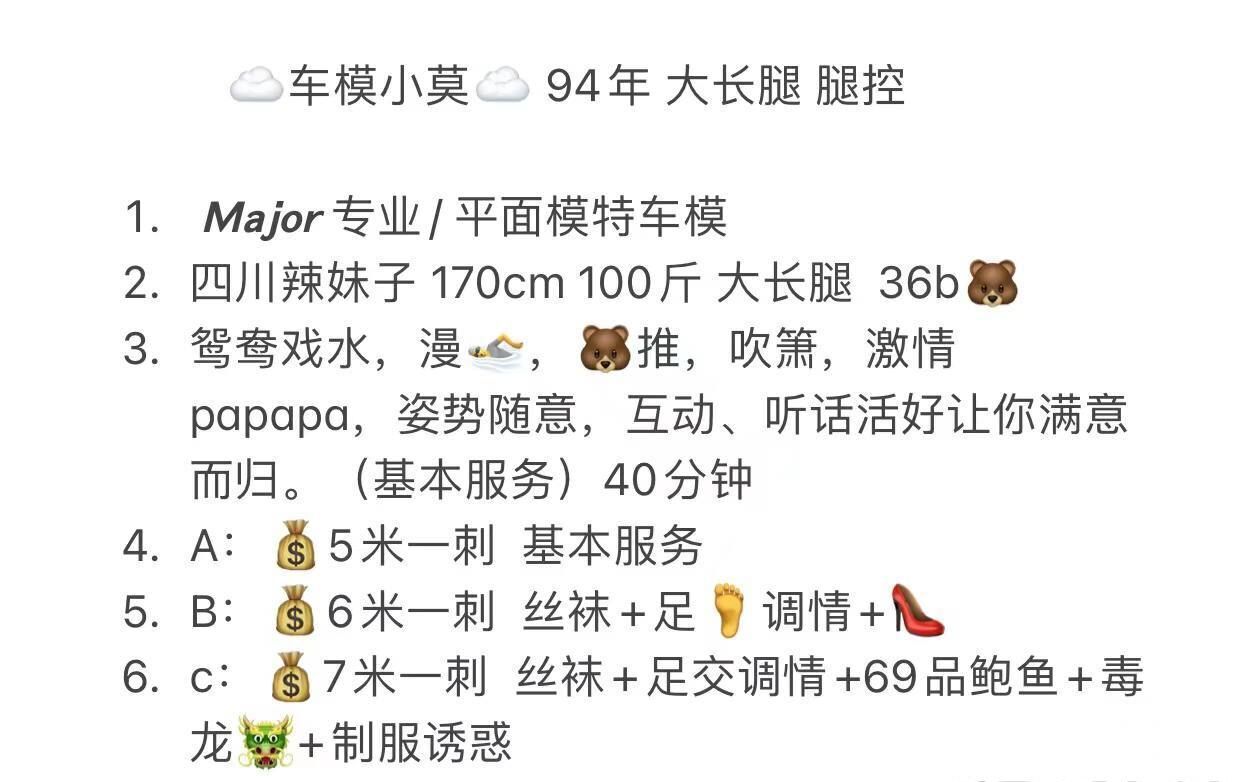 ☁️车模小莫☁️ 94年 大长腿 腿控
1. Major 专业/平面模特车模
2. 四川辣妹子 170cm 100斤 大长腿 36b🐻
3. 鸳鸯戏水，漫🏊，🐻推，吹箫，激情
papapa，姿势随意，互动、听话活好让你满意
而归。（基本服务）40分钟
4. A：💰5米一刺 基本服务
5. B：💰6米一刺 丝袜+足🦶调情+👠
6. c：💰7米一刺 丝袜+足交调情+69品鲍鱼+毒
龙🐲+制服诱惑